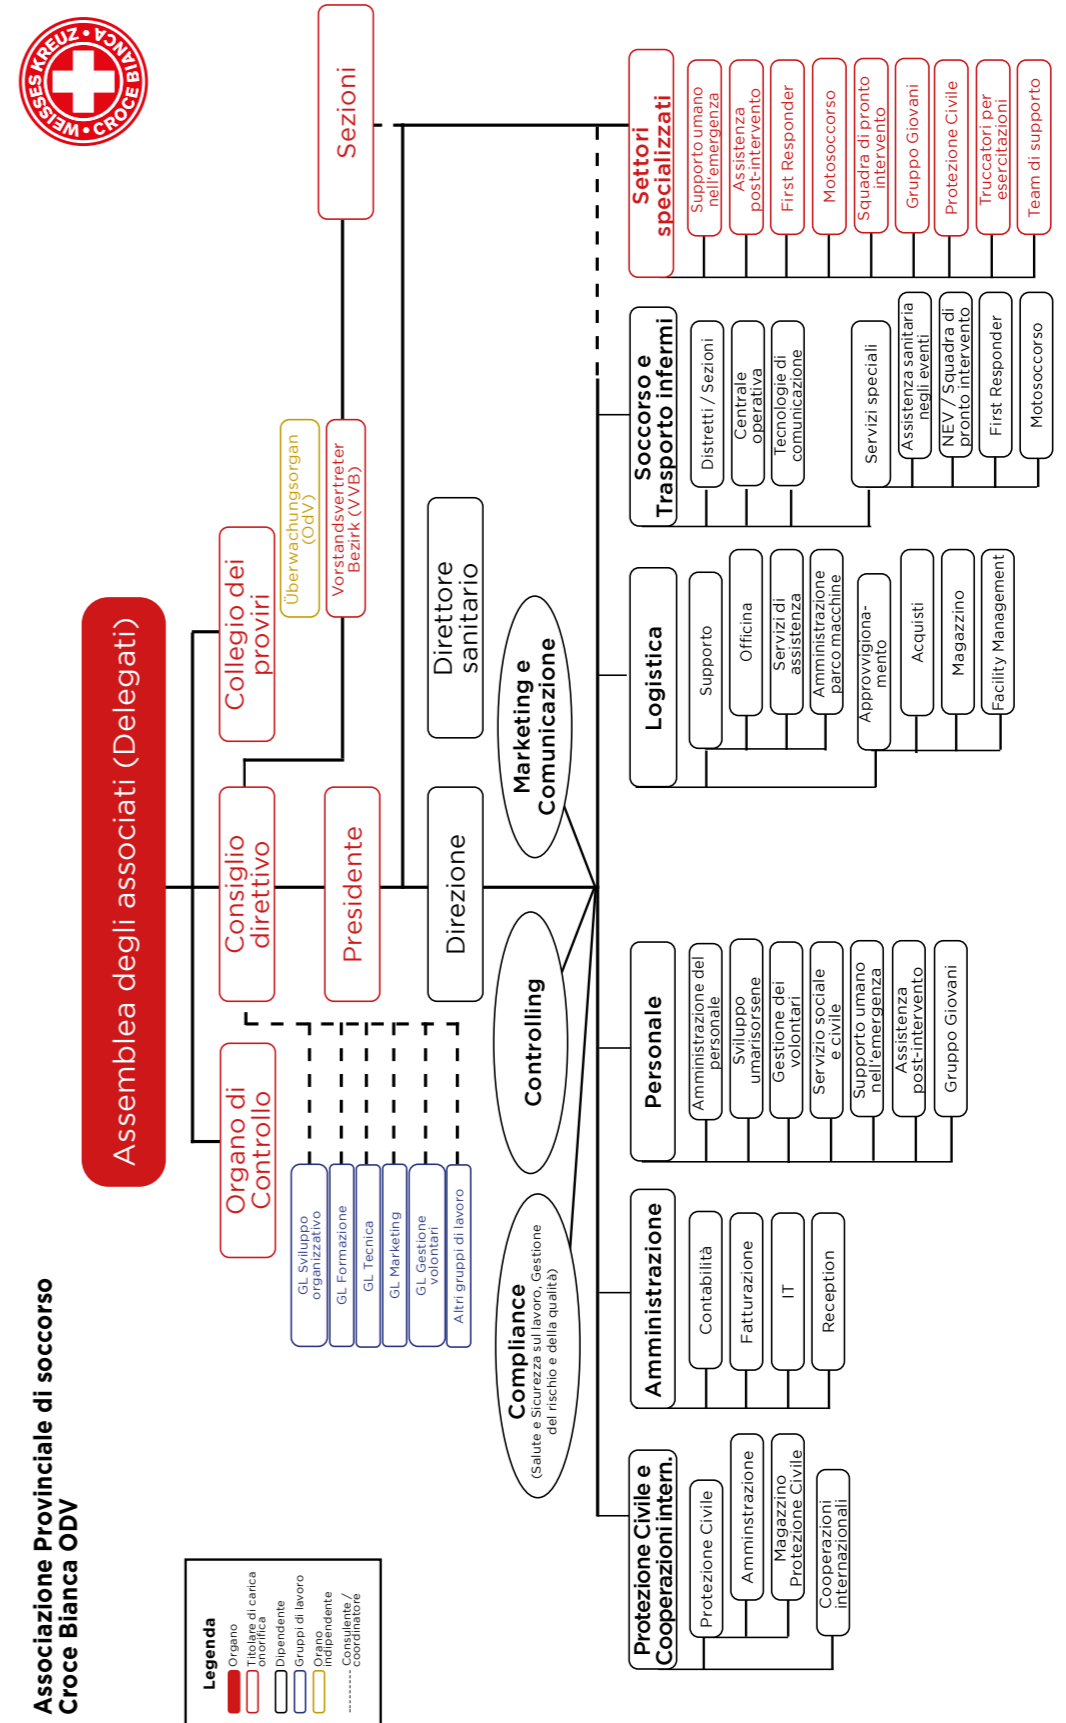 Associazione Provinciale di soccorso
Croce Bianca ODV
WEISSES KREUZ • CROCE BIANCA •
Assemblea degli associati (Delegati)
Organo di
Controllo
Consiglio
direttivo
Collegio dei
proviri
Überwachungsorgan
(OdV)
Vorstandsvertreter
Bezirk (VVB)
Sezioni
Presidente
Direzione
Direttore
sanitario
GL Sviluppo
organizzativo
GL Formazione
GL Tecnica
GL Marketing
GL Gestione
volontari
Altri gruppi di lavoro
Compliance
(Salute e Sicurezza sul lavoro, Gestione
del rischio e della qualità)
Controlling
Marketing e
Comunicazione
Protezione Civile e
Cooperazioni intern.
Protezione Civile
Amminstrazione
Magazzino
Protezione Civile
Cooperazioni
internazionali
Amministrazione
Contabilità
Fatturazione
IT
Reception
Personale
Amministrazione del
personale
Sviluppo
umarisorsene
Gestione dei
volontari
Servizio sociale
e civile
Supporto umano
nell'emergenza
Assistenza
post-intervento
Gruppo Giovani
Logistica
Supporto
Officina
Servizi di
assistenza
Amministrazione
parco macchine
Approvvigiona-
mento
Acquisti
Magazzino
Facility Management
Soccorso e
Trasporto infermi
Distretti / Sezioni
Centrale
operativa
Tecnologie di
comunicazione
Servizi speciali
Assistenza sanitaria
negli eventi
NEV / Squadra di
pronto intervento
First Responder
Motosoccorso
Settori
specializzati
Supporto umano
nell'emergenza
Assistenza
post-intervento
First Responder
Motosoccorso
Squadra di pronto
intervento
Gruppo Giovani
Protezione Civile
Truccatori per
esercitazioni
Team di supporto
Legenda
Organo
Titolare di carica
onorifica
Dipendente
Gruppi di lavoro
Orano
indipendente
Consulente /
coordinatore